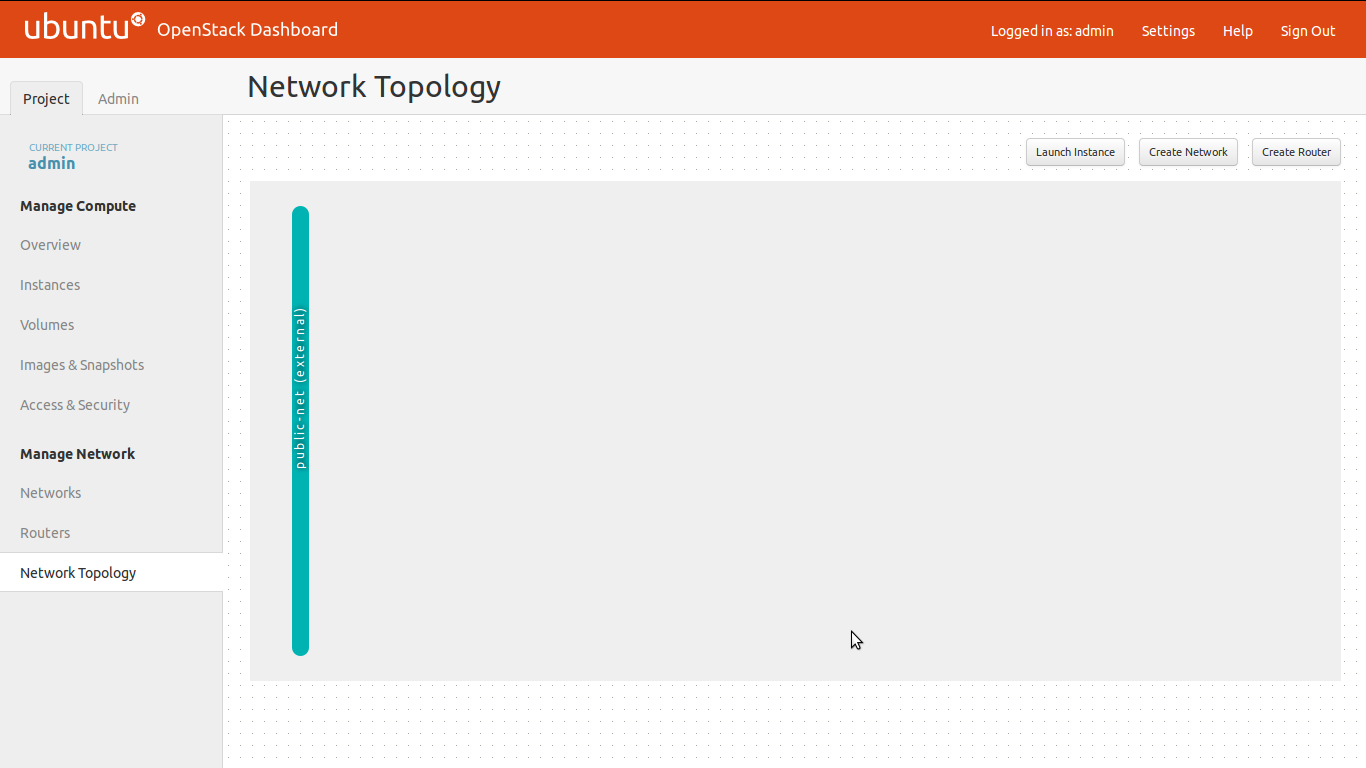 ubuntu OpenStack Dashboard
Logged in as: admin Settings Help Sign Out
Project Admin
Network Topology
CURRENT PROJECT
admin
Manage Compute
Overview
Instances
Volumes
Images & Snapshots
Access & Security
Manage Network
Networks
Routers
Network Topology
Launch Instance Create Network Create Router
public-net (external)